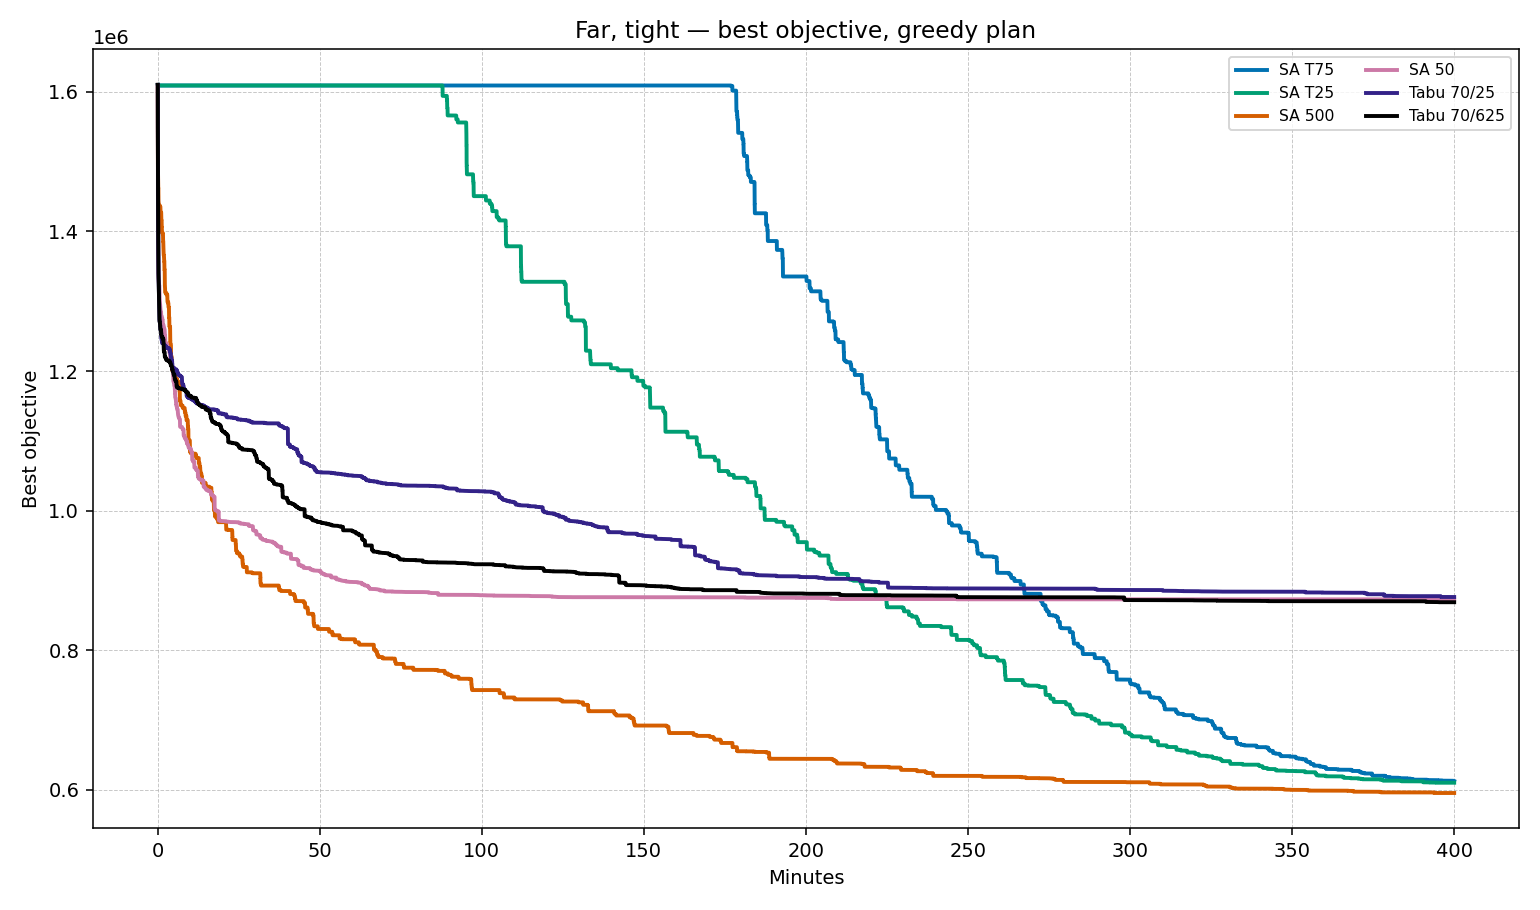 Far, tight — best objective, greedy plan
1e6
SA T75
SA T25
SA 500
SA 50
Tabu 70/25
Tabu 70/625
1.6
1.4
1.2
1.0
0.8
0.6
Best objective
0 50 100 150 200 250 300 350 400
Minutes